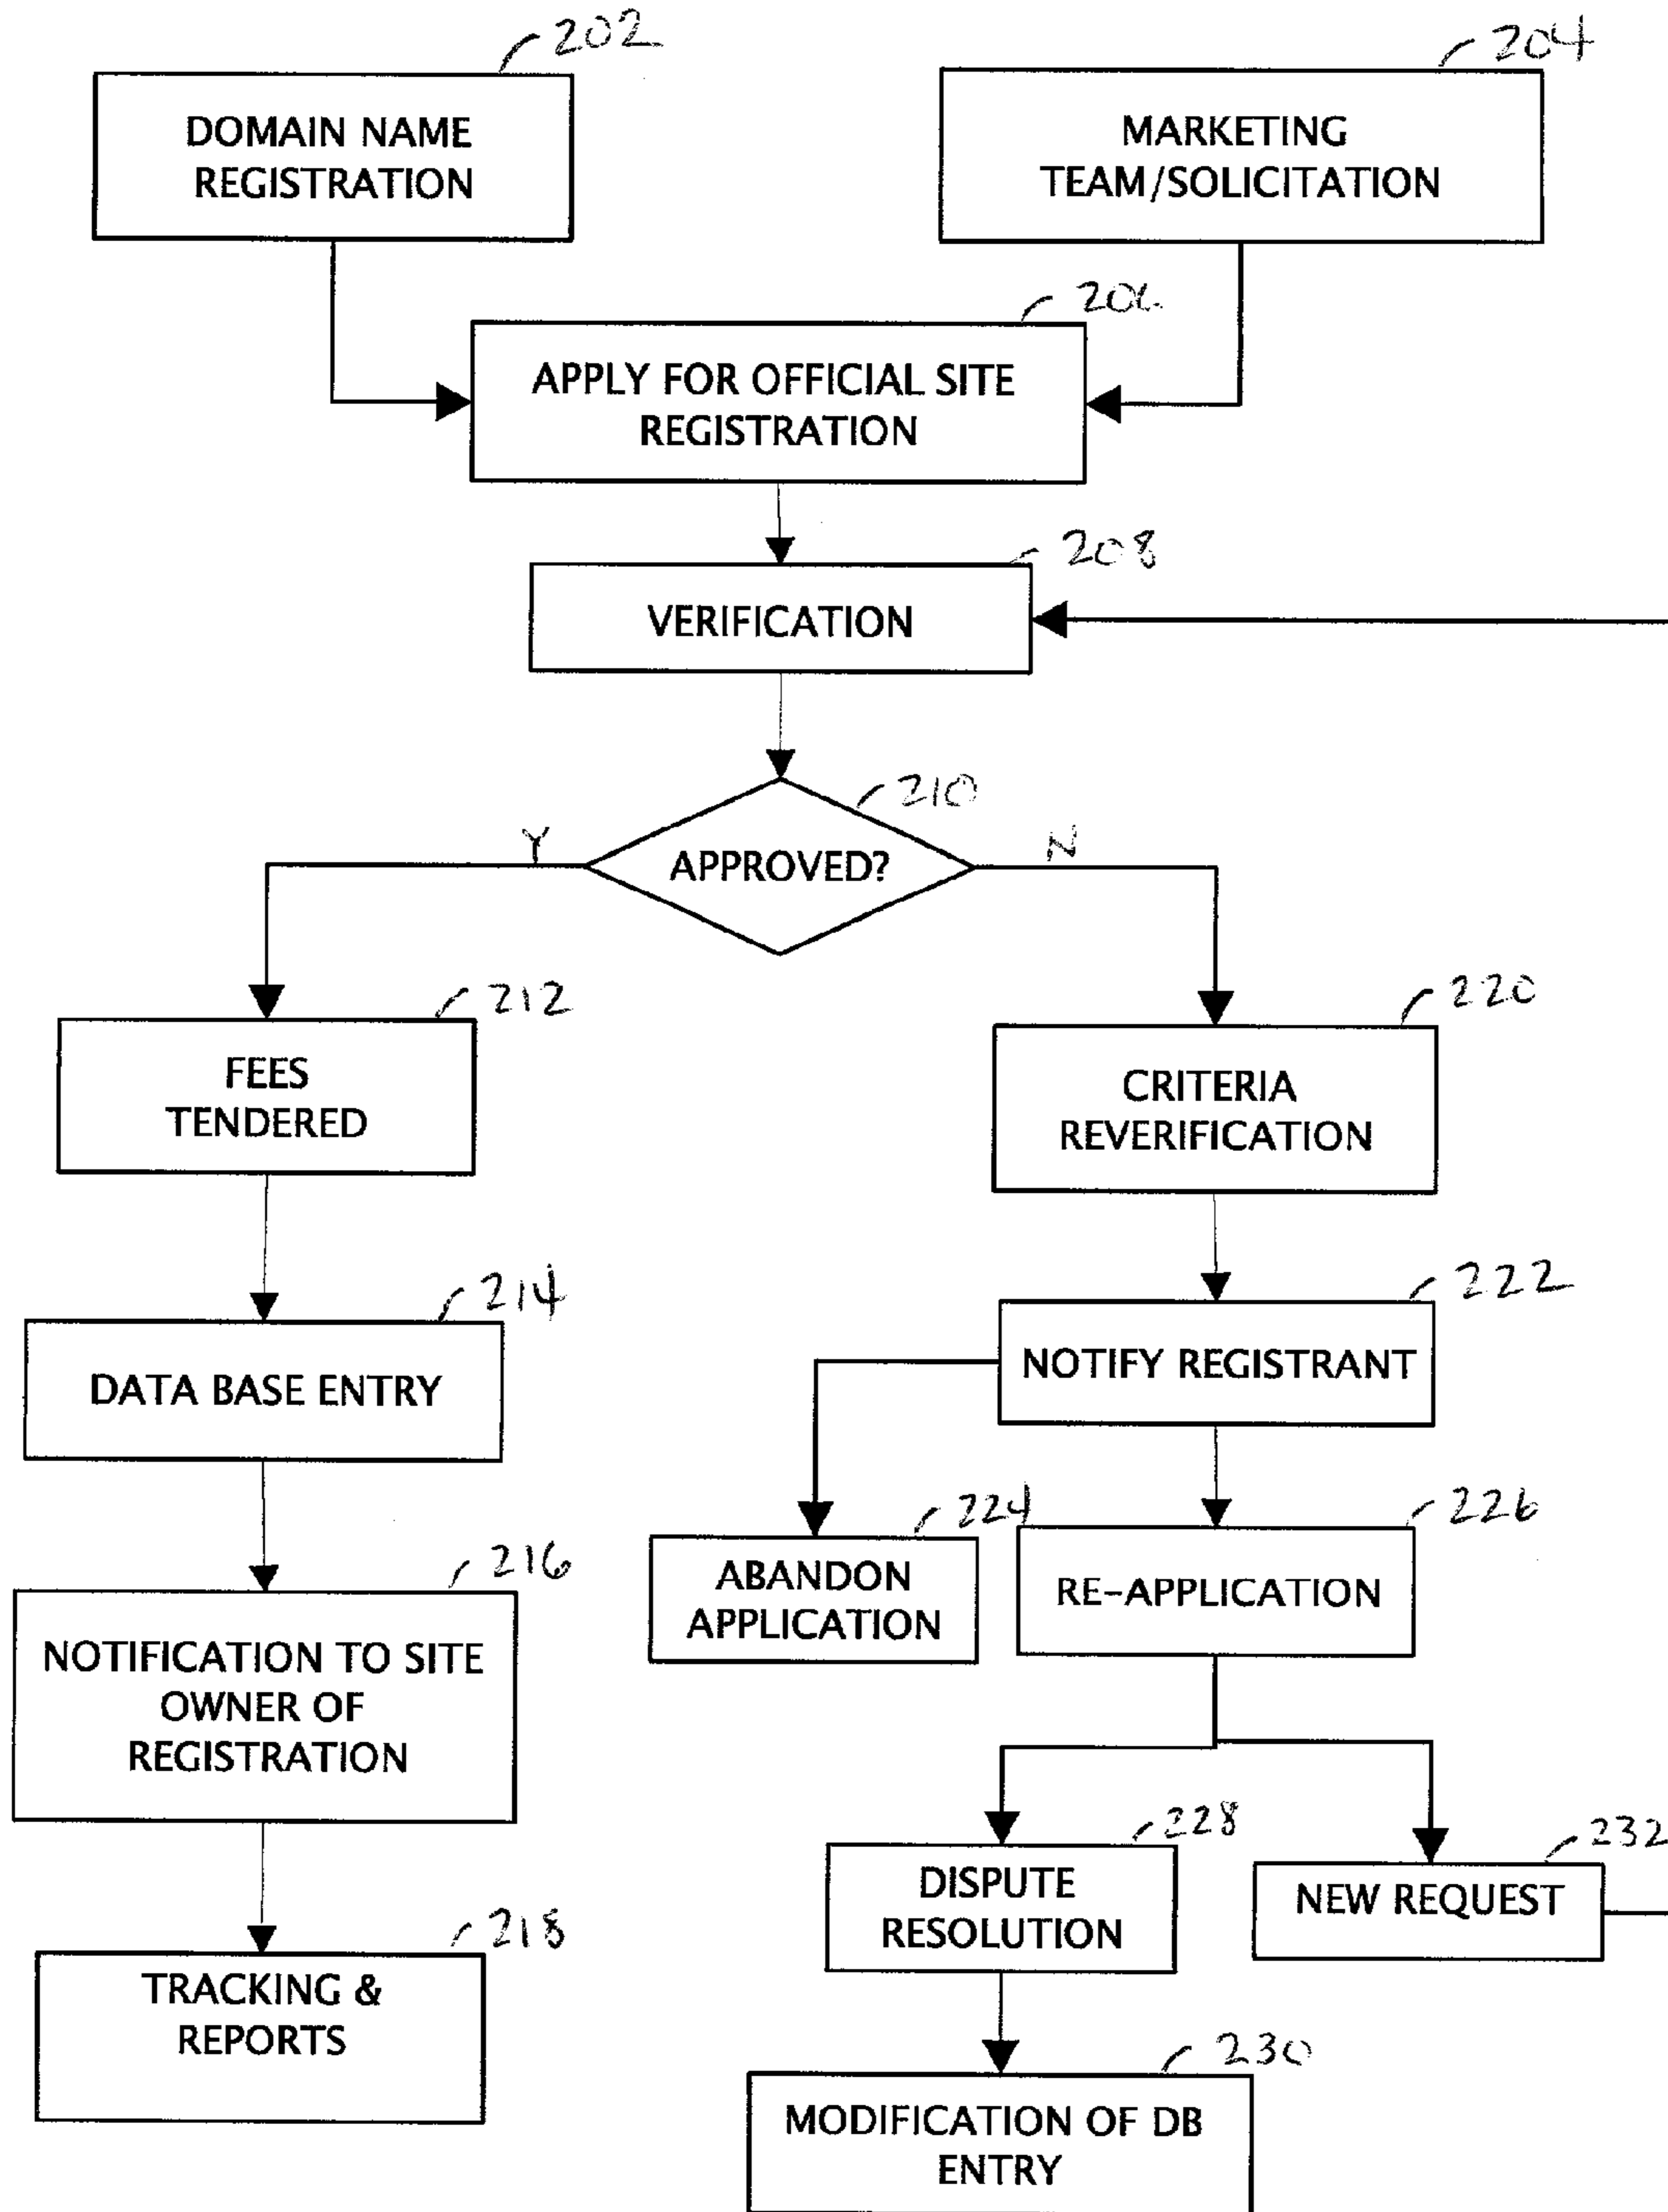 202
204
DOMAIN NAME
REGISTRATION
MARKETING
TEAM/SOLICITATION
206
APPLY FOR OFFICIAL SITE
REGISTRATION
208
VERIFICATION
210
Y
N
APPROVED?
212
220
FEES
TENDERED
CRITERIA
REVERIFICATION
214
222
DATA BASE ENTRY
NOTIFY REGISTRANT
224
226
216
ABANDON
APPLICATION
RE-APPLICATION
NOTIFICATION TO SITE
OWNER OF
REGISTRATION
228
232
DISPUTE
RESOLUTION
NEW REQUEST
218
TRACKING &
REPORTS
230
MODIFICATION OF DB
ENTRY